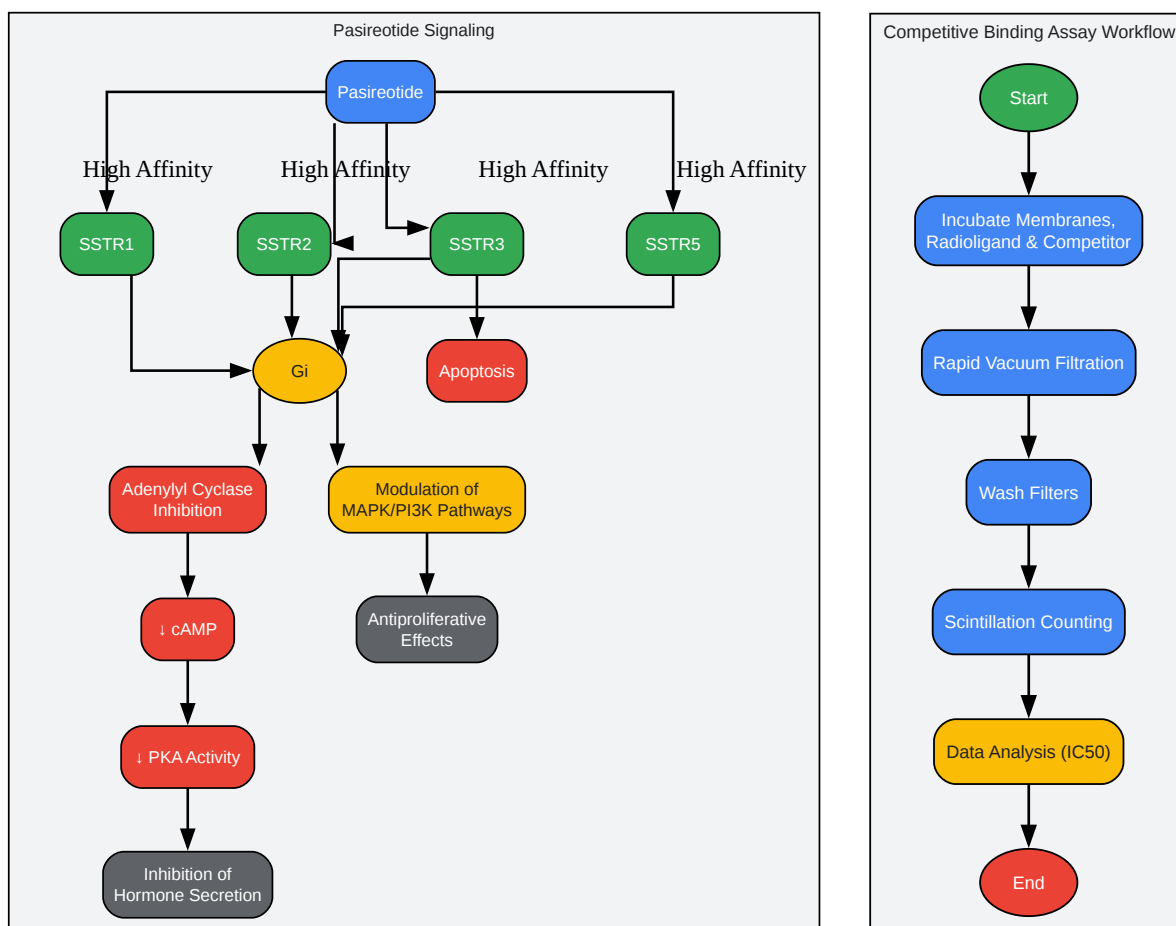 Pasireotide Signaling
Pasireotide
High Affinity
High Affinity
High Affinity
High Affinity
SSTR1
SSTR2
SSTR3
SSTR5
Gi
Apoptosis
Adenylyl Cyclase
Inhibition
Modulation of
MAPK/PI3K Pathways
↓ cAMP
Antiproliferative
Effects
↓ PKA Activity
Inhibition of
Hormone Secretion
Competitive Binding Assay Workflow
Start
Incubate Membranes,
Radioligand & Competitor
Rapid Vacuum Filtration
Wash Filters
Scintillation Counting
Data Analysis (IC50)
End